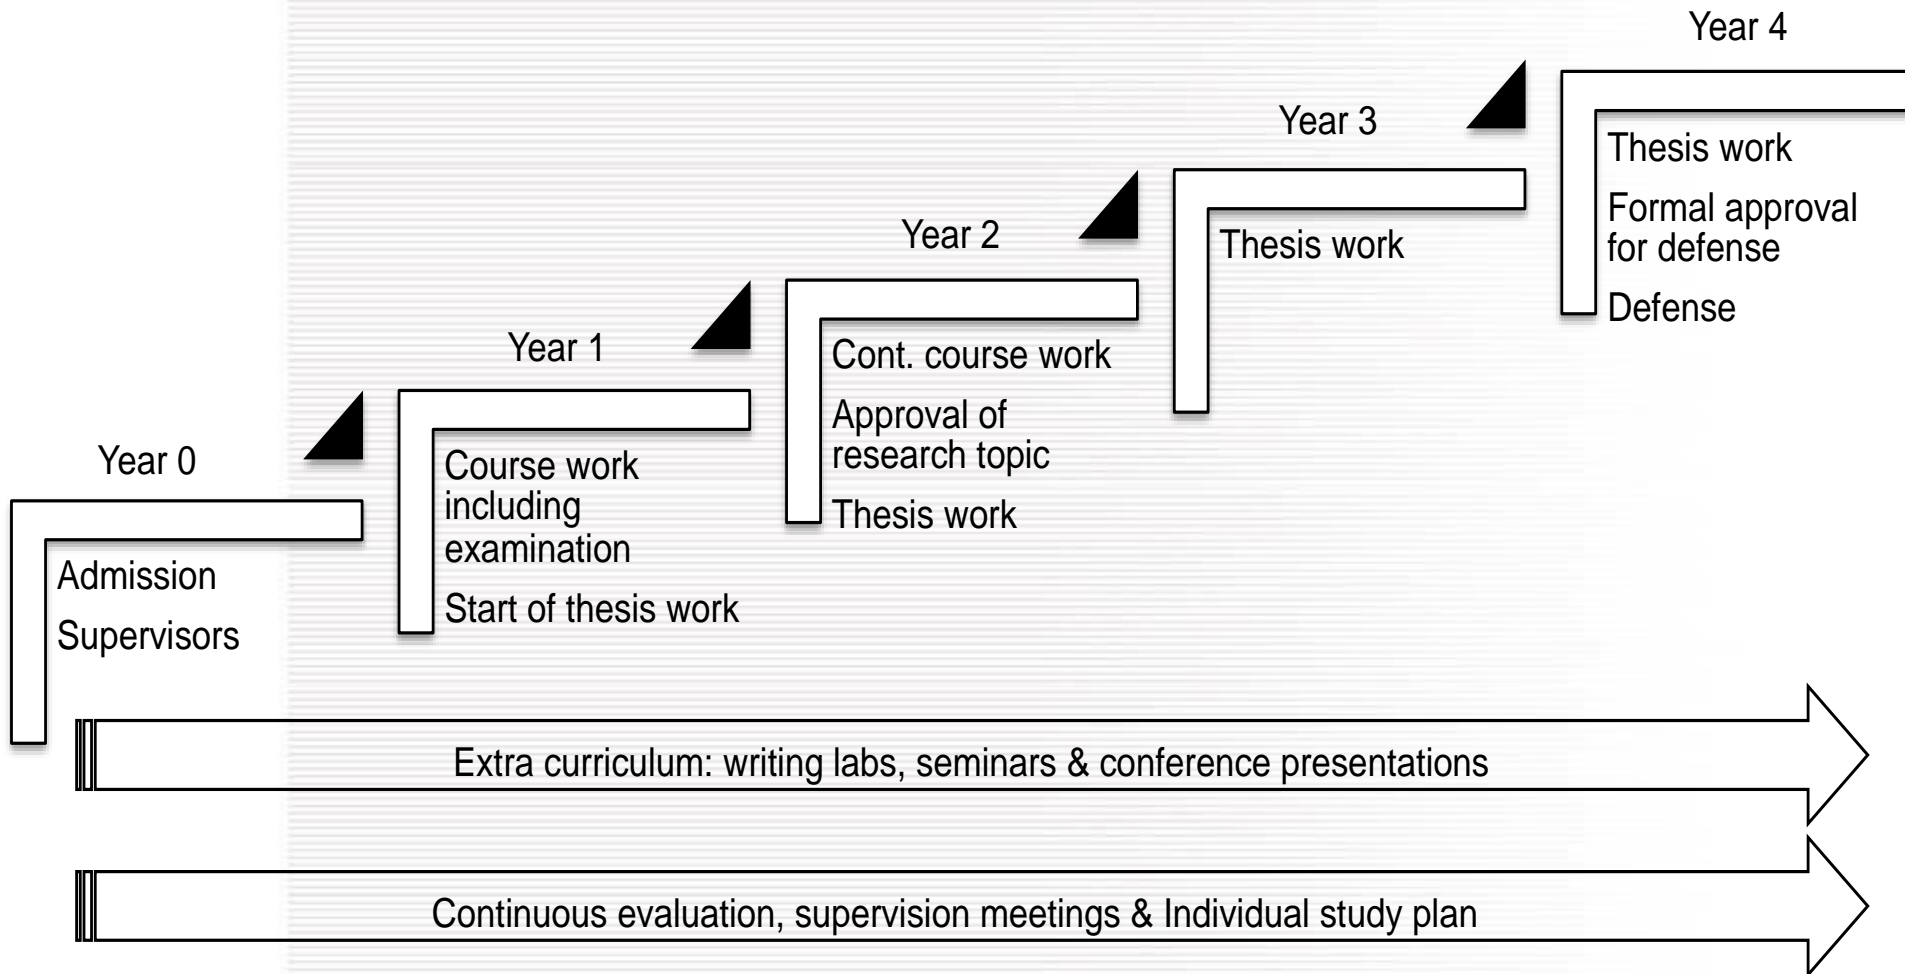 Year 0
Admission
Supervisors
Year 1
Course work
including
examination
Start of thesis work
Year 2
Cont. course work
Approval of
research topic
Thesis work
Year 3
Thesis work
Year 4
Thesis work
Formal approval
for defense
Defense
Extra curriculum: writing labs, seminars & conference presentations
Continuous evaluation, supervision meetings & Individual study plan